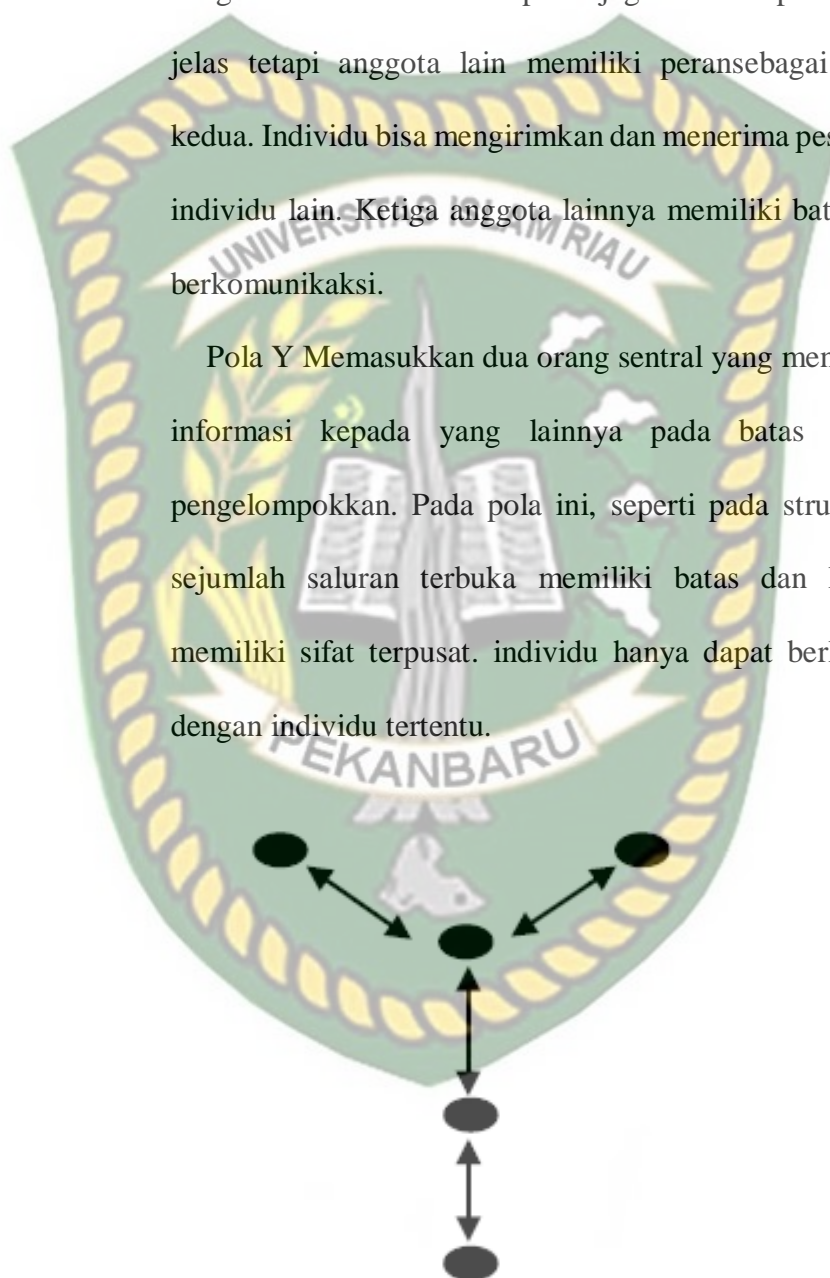 jelas tetapi anggota lain memiliki peransebagai
kedua. Individu bisa mengirimkan dan menerima pes
individu lain. Ketiga anggota lainnya memiliki bat
berkomunikaksi.
Pola Y Memasukkan dua orang sentral yang men
informasi kepada yang lainnya pada batas
pengelompokkan. Pada pola ini, seperti pada stru
sejumlah saluran terbuka memiliki batas dan
memiliki sifat terpusat. individu hanya dapat ber
dengan individu tertentu.
UNIVERSITAS ISLAM RIAU
PEKANBARU